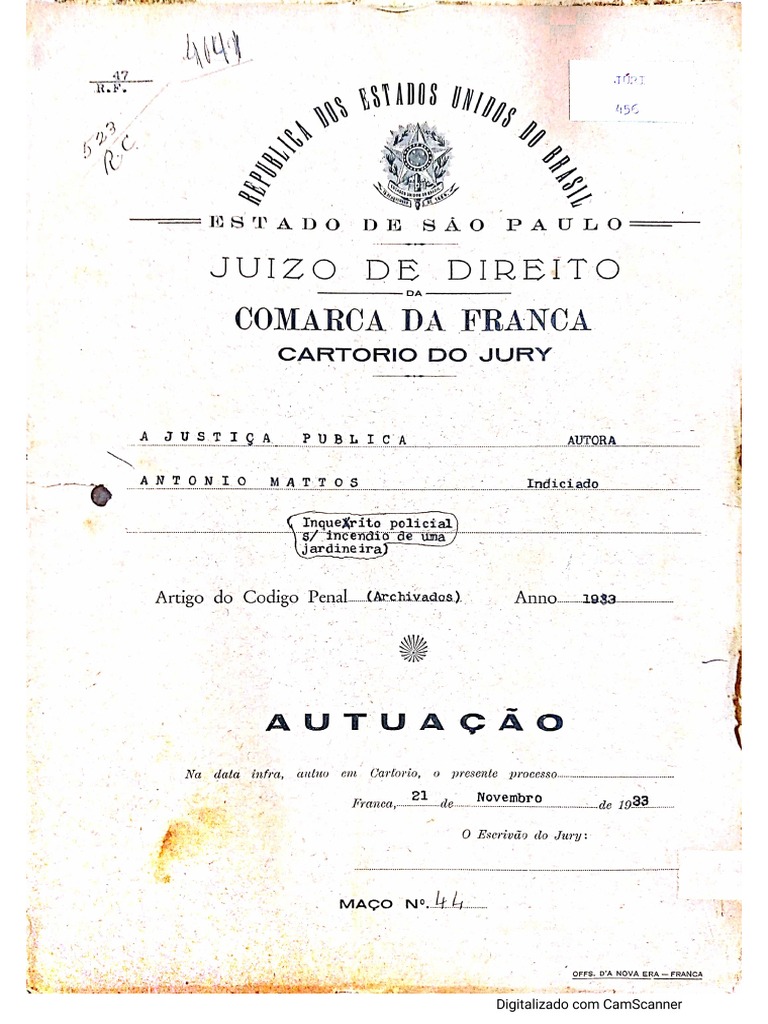 4141
47
R.F.
523
R.C.
JÚRI
456
REPUBLICA DOS ESTADOS UNIDOS DO BRASIL
ESTADO DE SÃO PAULO
JUIZO DE DIREITO
DA
COMARCA DA FRANCA
CARTORIO DO JURY
A JUSTIÇA PUBLICA AUTORA
ANTONIO MATTOS Indiciado
(Inquexrito policial
s/ incendio de uma
jardineira)
Artigo do Codigo Penal (Archivados) Anno 1933
AUTUAÇÃO
Na data infra, autuo em Cartorio, o presente processo
Franca, 21 de Novembro de 1933
O Escrivão do Jury:
MAÇO Nº. 44
OFFS. D'A NOVA ERA — FRANCA
Digitalizado com CamScanner